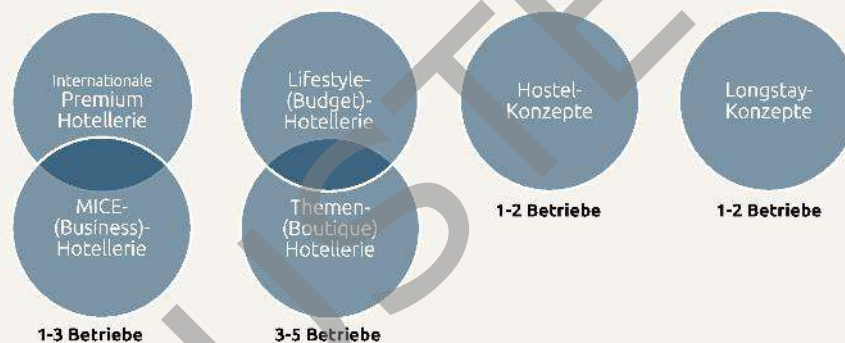 Internationale
Premium
Hotellerie
MICE-
(Business)-
Hotellerie
1-3 Betriebe
Lifestyle-
(Budget)-
Hotellerie
Themen-
(Boutique)
Hotellerie
3-5 Betriebe
Hostel-
Konzepte
1-2 Betriebe
Longstay-
Konzepte
1-2 Betriebe